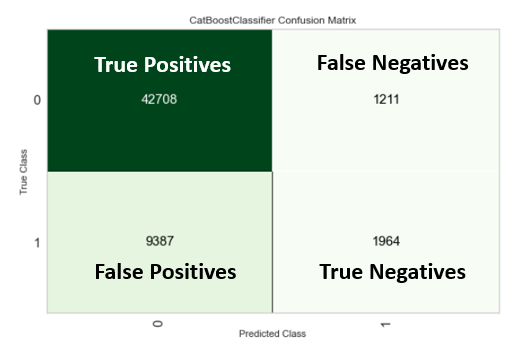 CatBoostClassifier Confusion Matrix
True Positives
False Negatives
0
42708
1211
True Class
1
9387
1964
False Positives
True Negatives
0
1
Predicted Class